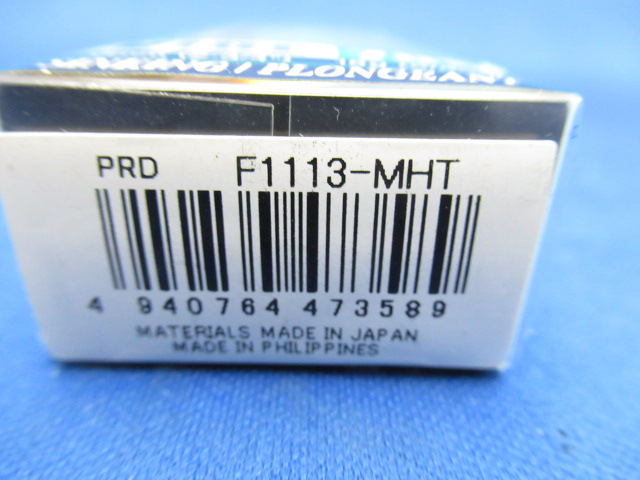 PRD F1113-MHT
4 940764 473589
MATERIALS MADE IN JAPAN
MADE IN PHILIPPINES